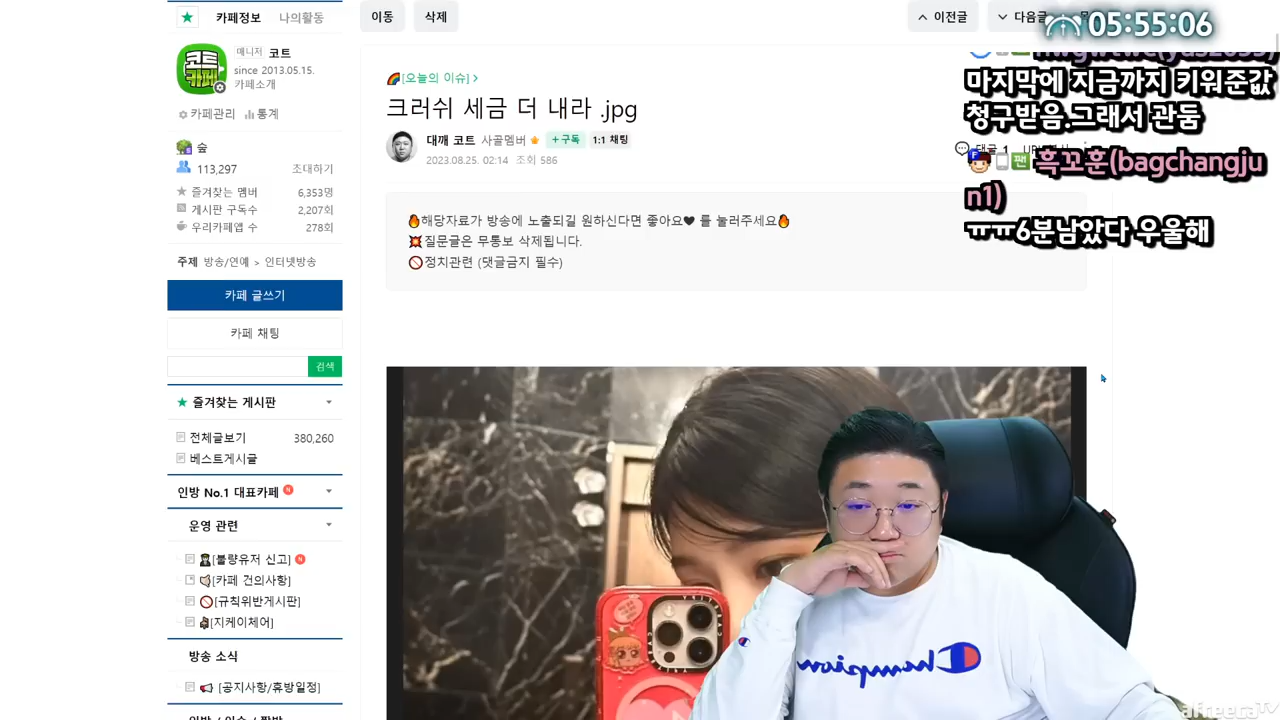 카페정보 나의활동
매니저 코트
since 2013.05.15.
카페소개
코트
카페
카페관리 통계
숲
113,297 초대하기
즐겨찾는 멤버 6,353명
게시판 구독수 2,207회
우리카페앱 수 278회
주제 방송/연예 > 인터넷방송
카페 글쓰기
카페 채팅
검색
즐겨찾는 게시판
전체글보기 380,260
베스트게시글
인방 No.1 대표카페 N
운영 관련
[불량유저 신고] N
[카페 건의사항]
[규칙위반게시판]
[지케이체어]
방송 소식
[공지사항/휴방일정]
이동 삭제
이전글 다음글
05:55:06
[오늘의 이슈] >
크러쉬 세금 더 내라 .jpg
대깨 코트 사골멤버 +구독 1:1 채팅
2023.08.25. 02:14 조회 586
댓글 1
해당자료가 방송에 노출되길 원하신다면 좋아요 를 눌러주세요
질문글은 무통보 삭제됩니다.
정치관련 (댓글금지 필수)
마지막에 지금까지 키워준값
청구받음.그래서 관둠
팬 흑꼬훈(bagchangju
n1)
ㅠㅠ6분남았다 우울해
Champion
afreecaTV